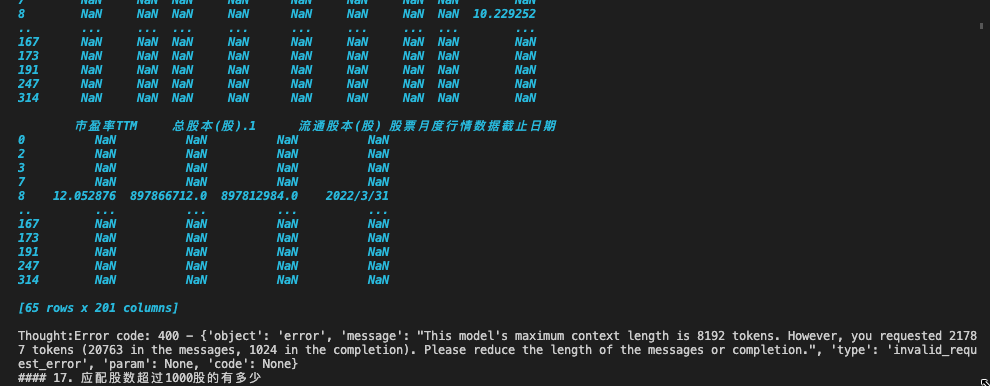 7 NaN NaN NaN NaN NaN NaN NaN NaN NaN
8 NaN NaN NaN NaN NaN NaN NaN NaN 10.229252
.. ... ... ... ... ... ... ... ... ...
167 NaN NaN NaN NaN NaN NaN NaN NaN NaN
173 NaN NaN NaN NaN NaN NaN NaN NaN NaN
191 NaN NaN NaN NaN NaN NaN NaN NaN NaN
247 NaN NaN NaN NaN NaN NaN NaN NaN NaN
314 NaN NaN NaN NaN NaN NaN NaN NaN NaN
市盈率TTM 总股本(股).1 流通股本(股) 股票月度行情数据截止日期
0 NaN NaN NaN NaN
2 NaN NaN NaN NaN
3 NaN NaN NaN NaN
7 NaN NaN NaN NaN
8 12.052876 897866712.0 897812984.0 2022/3/31
.. ... ... ... ...
167 NaN NaN NaN NaN
173 NaN NaN NaN NaN
191 NaN NaN NaN NaN
247 NaN NaN NaN NaN
314 NaN NaN NaN NaN
[65 rows x 201 columns]
Thought:Error code: 400 - {'object': 'error', 'message': "This model's maximum context length is 8192 tokens. However, you requested 2178
7 tokens (20763 in the messages, 1024 in the completion). Please reduce the length of the messages or completion.", 'type': 'invalid_requ
est_error', 'param': None, 'code': None}
#### 17. 应配股数超过1000股的有多少